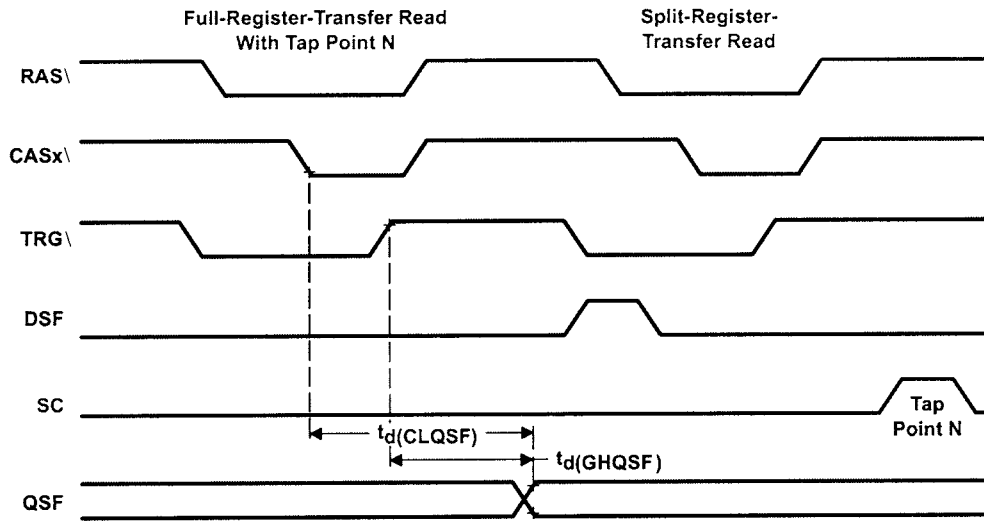 Full-Register-Transfer Read
With Tap Point N
Split-Register-
Transfer Read
RAS\
CASx\
TRG\
DSF
SC
Tap
Point N
td(CLQSF)
td(GHQSF)
QSF